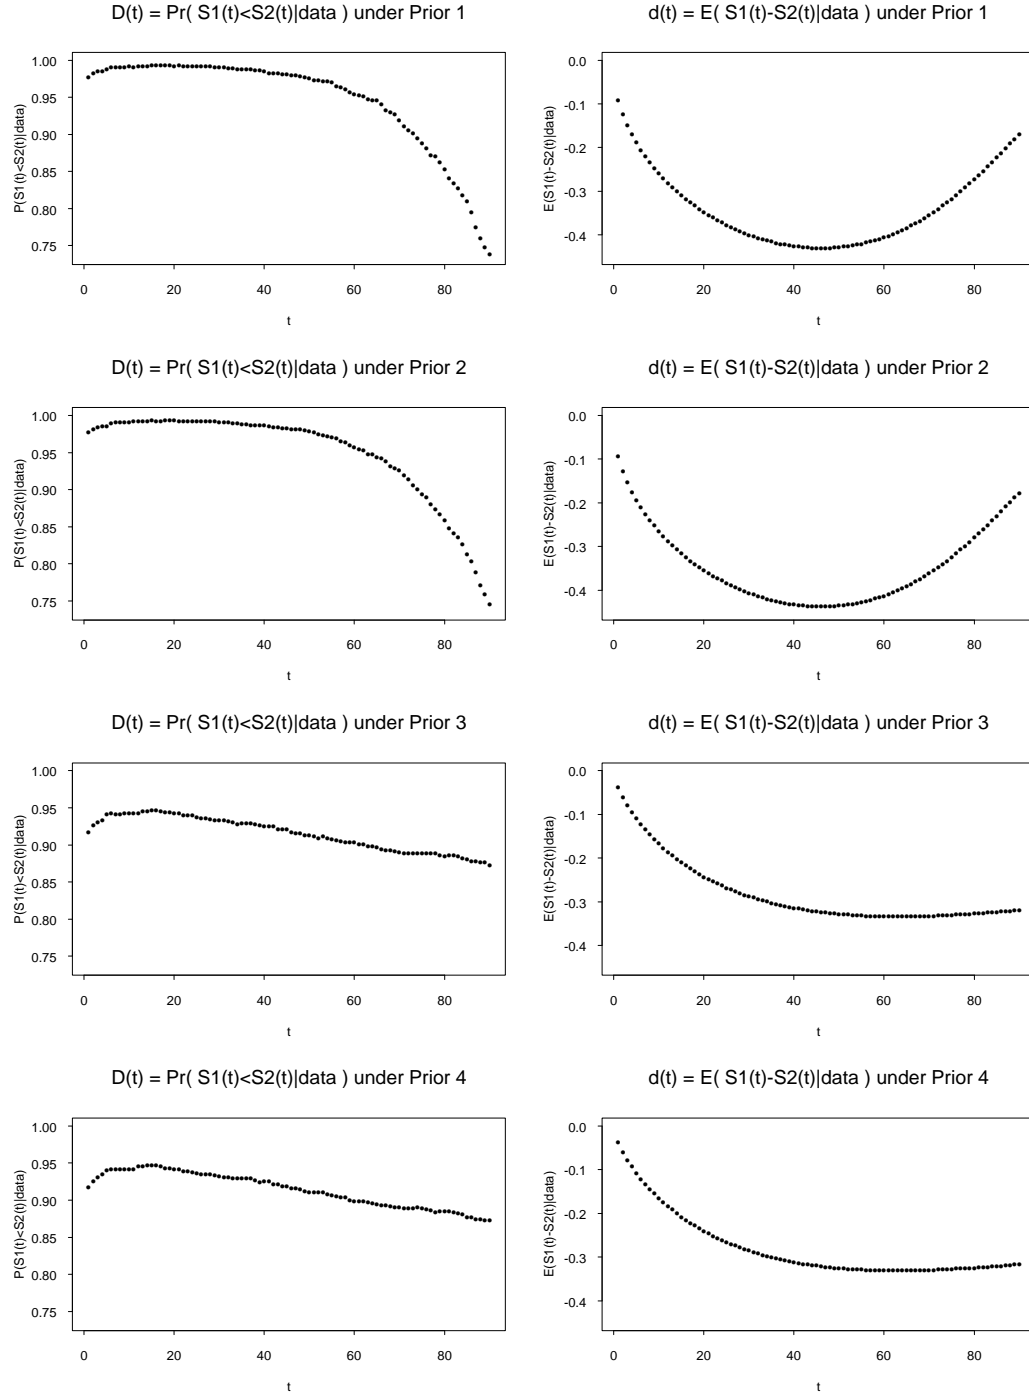 D(t) = Pr( S1(t)<S2(t)|data ) under Prior 1
P(S1(t)<S2(t)|data)
1.00
0.95
0.90
0.85
0.80
0.75
0 20 40 60 80
t
d(t) = E( S1(t)-S2(t)|data ) under Prior 1
E(S1(t)-S2(t)|data)
0.0
-0.1
-0.2
-0.3
-0.4
0 20 40 60 80
t
D(t) = Pr( S1(t)<S2(t)|data ) under Prior 2
P(S1(t)<S2(t)|data)
1.00
0.95
0.90
0.85
0.80
0.75
0 20 40 60 80
t
d(t) = E( S1(t)-S2(t)|data ) under Prior 2
E(S1(t)-S2(t)|data)
0.0
-0.1
-0.2
-0.3
-0.4
0 20 40 60 80
t
D(t) = Pr( S1(t)<S2(t)|data ) under Prior 3
P(S1(t)<S2(t)|data)
1.00
0.95
0.90
0.85
0.80
0.75
0 20 40 60 80
t
d(t) = E( S1(t)-S2(t)|data ) under Prior 3
E(S1(t)-S2(t)|data)
0.0
-0.1
-0.2
-0.3
-0.4
0 20 40 60 80
t
D(t) = Pr( S1(t)<S2(t)|data ) under Prior 4
P(S1(t)<S2(t)|data)
1.00
0.95
0.90
0.85
0.80
0.75
0 20 40 60 80
t
d(t) = E( S1(t)-S2(t)|data ) under Prior 4
E(S1(t)-S2(t)|data)
0.0
-0.1
-0.2
-0.3
-0.4
0 20 40 60 80
t